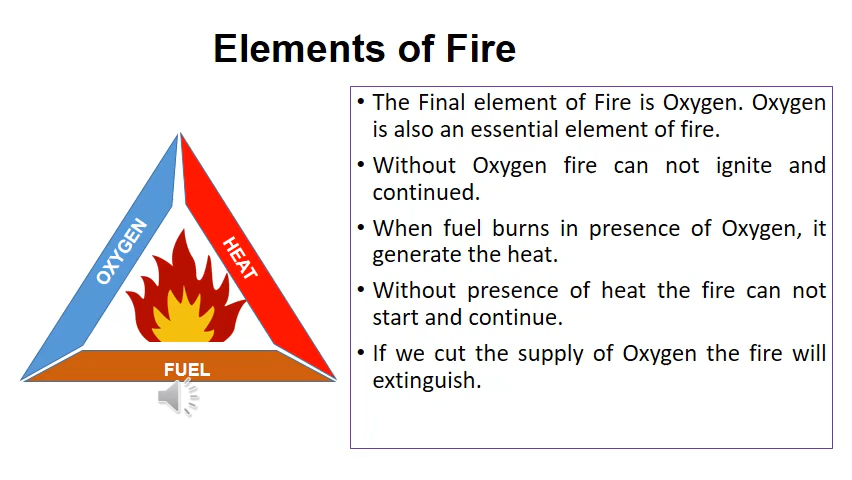 Elements of Fire
OXYGEN
HEAT
FUEL
• The Final element of Fire is Oxygen. Oxygen
is also an essential element of fire.
• Without Oxygen fire can not ignite and
continued.
• When fuel burns in presence of Oxygen, it
generate the heat.
• Without presence of heat the fire can not
start and continue.
• If we cut the supply of Oxygen the fire will
extinguish.